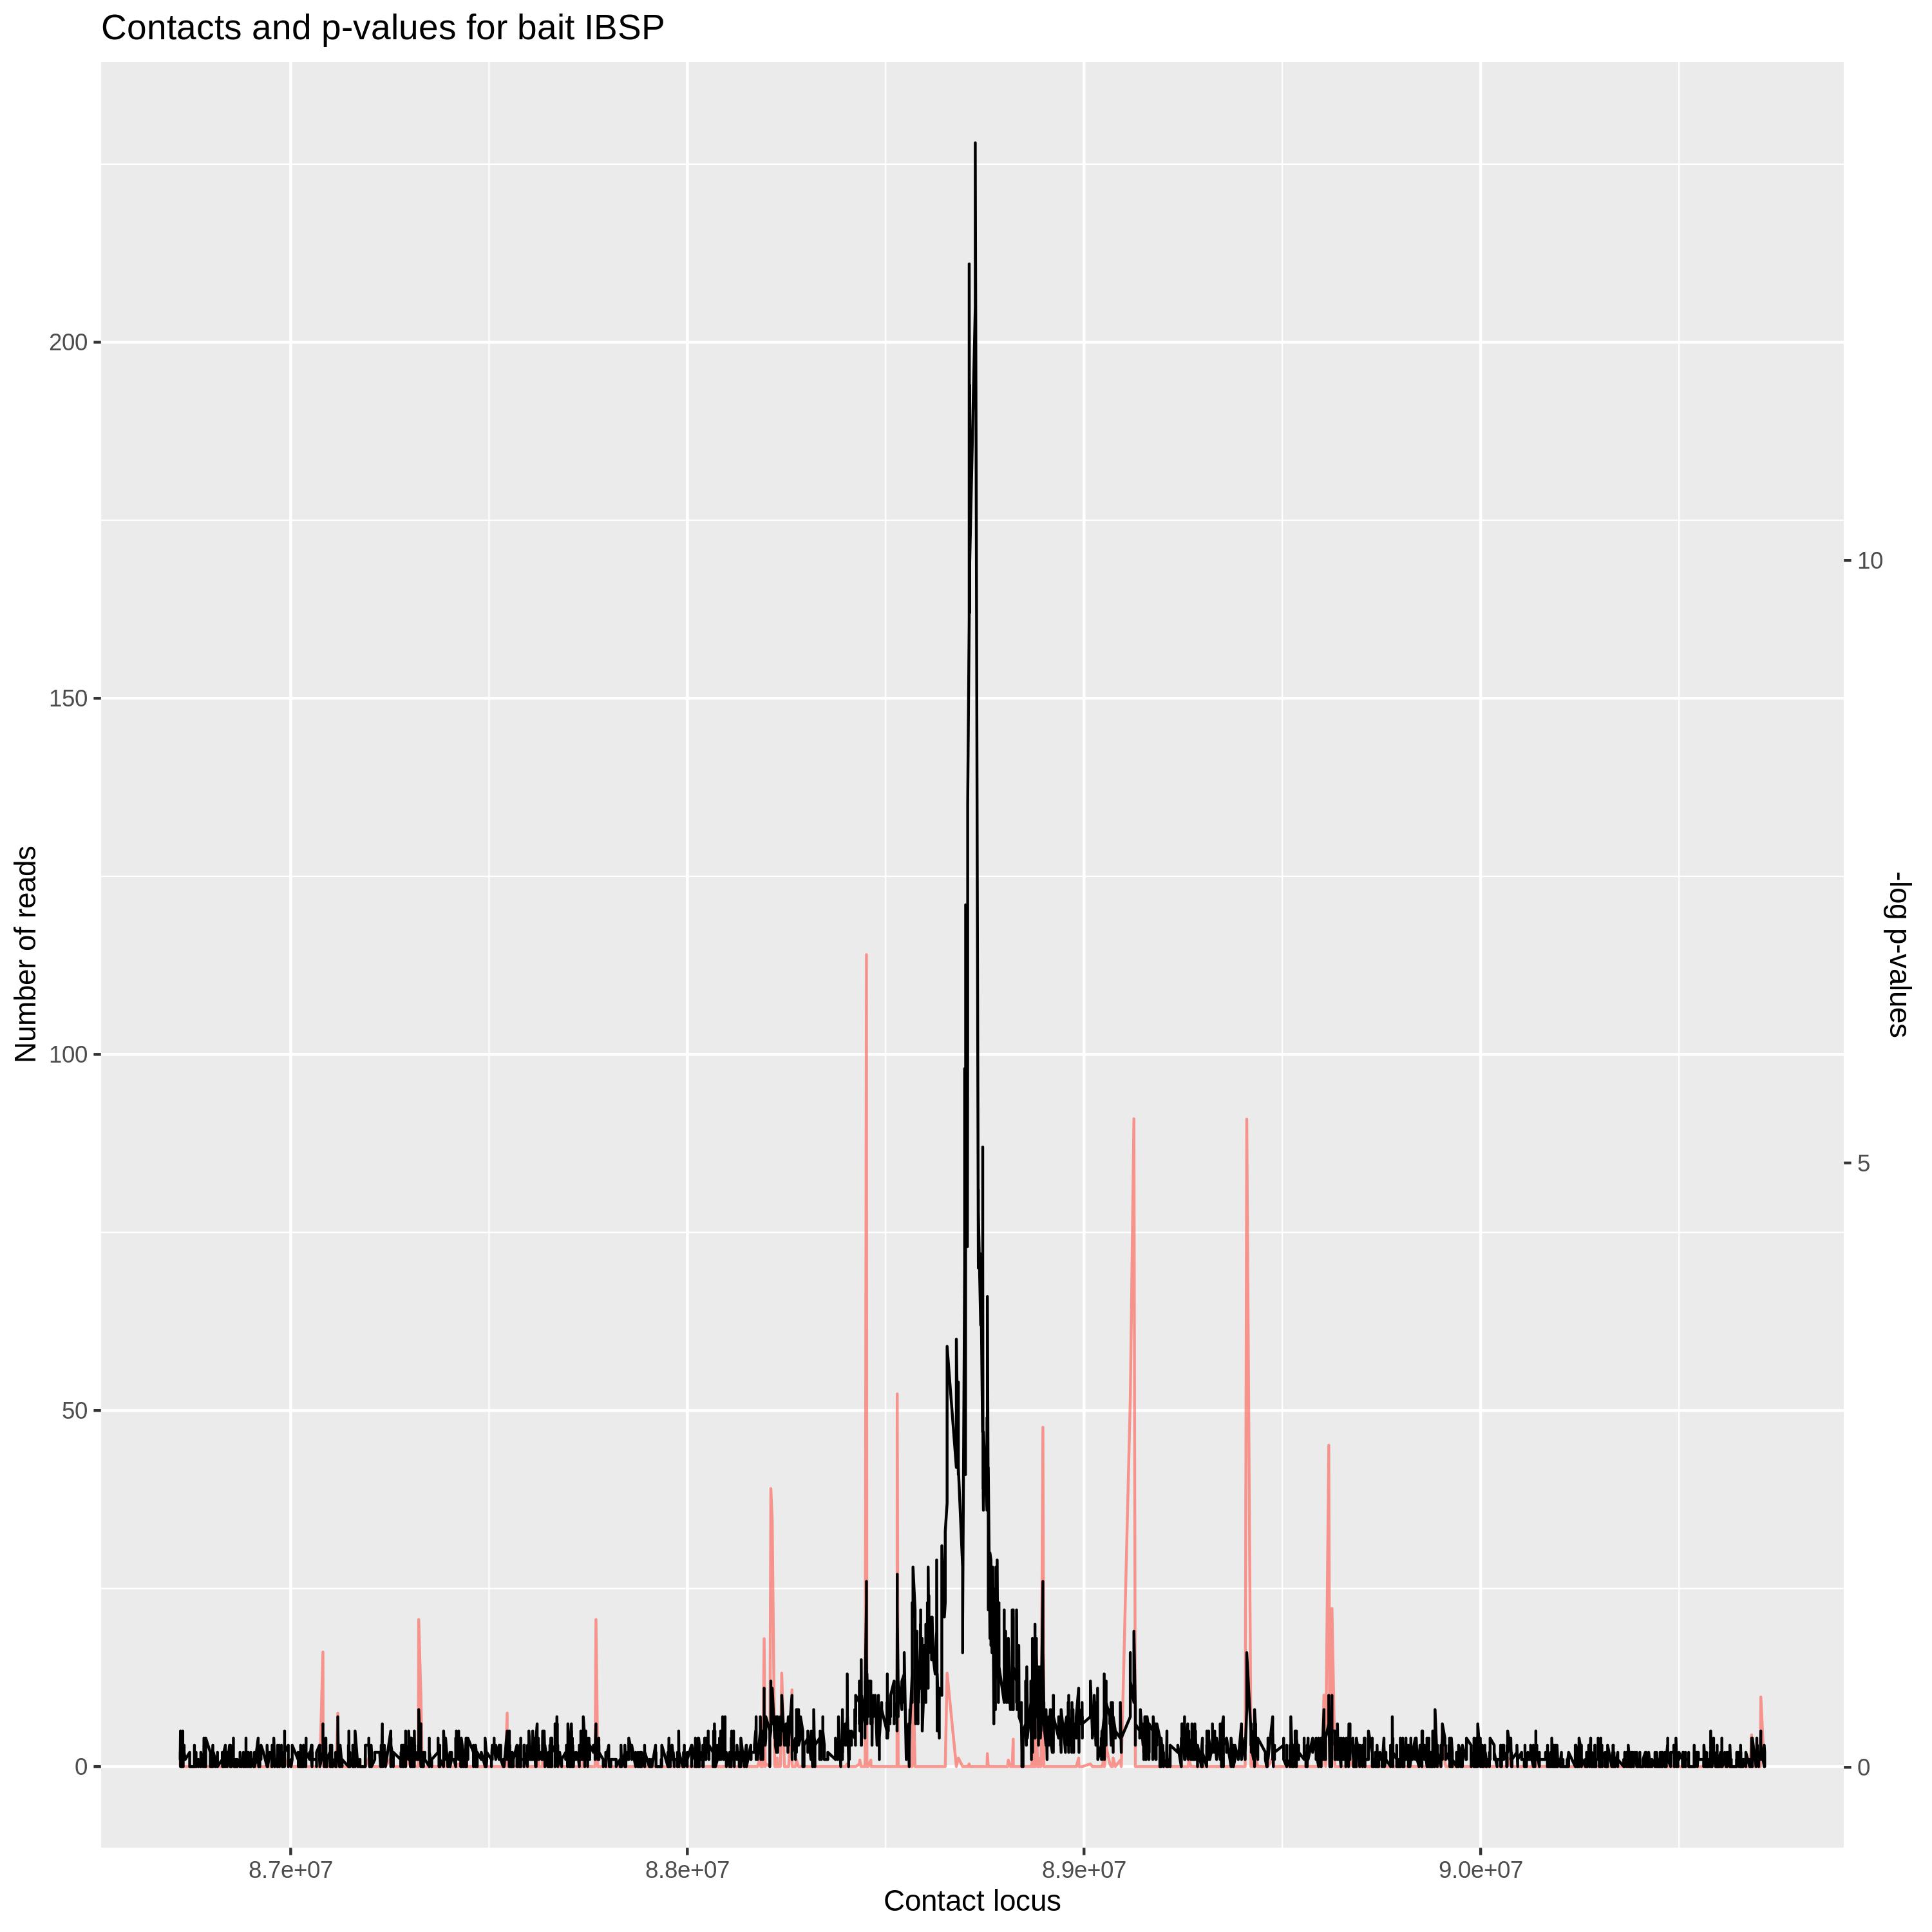 Contacts and p-values for bait IBSP
200
150
100
50
0
Number of reads
10
5
0
-log p-values
8.7e+07
8.8e+07
8.9e+07
9.0e+07
Contact locus